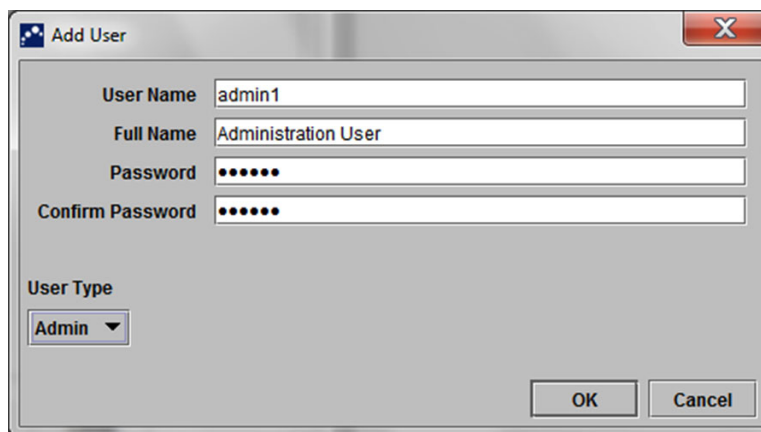 Add User
User Name admin1
Full Name Administration User
Password ••••••
Confirm Password ••••••
User Type
Admin
OK Cancel